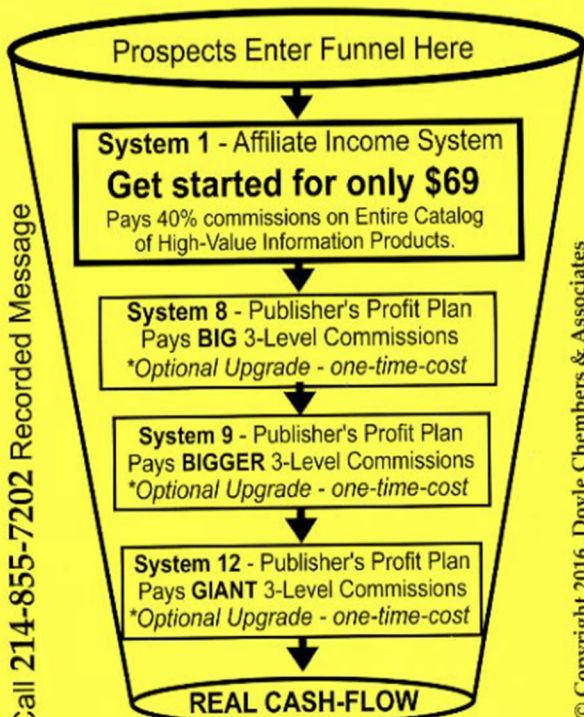 Prospects Enter Funnel Here
System 1 - Affiliate Income System
Get started for only $69
Pays 40% commissions on Entire Catalog
of High-Value Information Products.
System 8 - Publisher's Profit Plan
Pays BIG 3-Level Commissions
*Optional Upgrade - one-time-cost
System 9 - Publisher's Profit Plan
Pays BIGGER 3-Level Commissions
*Optional Upgrade - one-time-cost
System 12 - Publisher's Profit Plan
Pays GIANT 3-Level Commissions
*Optional Upgrade - one-time-cost
REAL CASH-FLOW
Call 214-855-7202 Recorded Message
© Copyright 2016, Doyle Chembers & Associates